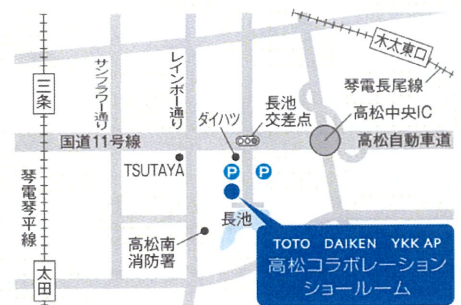 木太東口
琴電長尾線
三条
サンフラワー通り
レインボー通り
長池
交差点
高松中央IC
ダイハツ
国道11号線
高松自動車道
TSUTAYA
P
P
琴電琴平線
長池
高松南
消防署
太田
TOTO DAIKEN YKK AP
高松コラボレーション
ショールーム